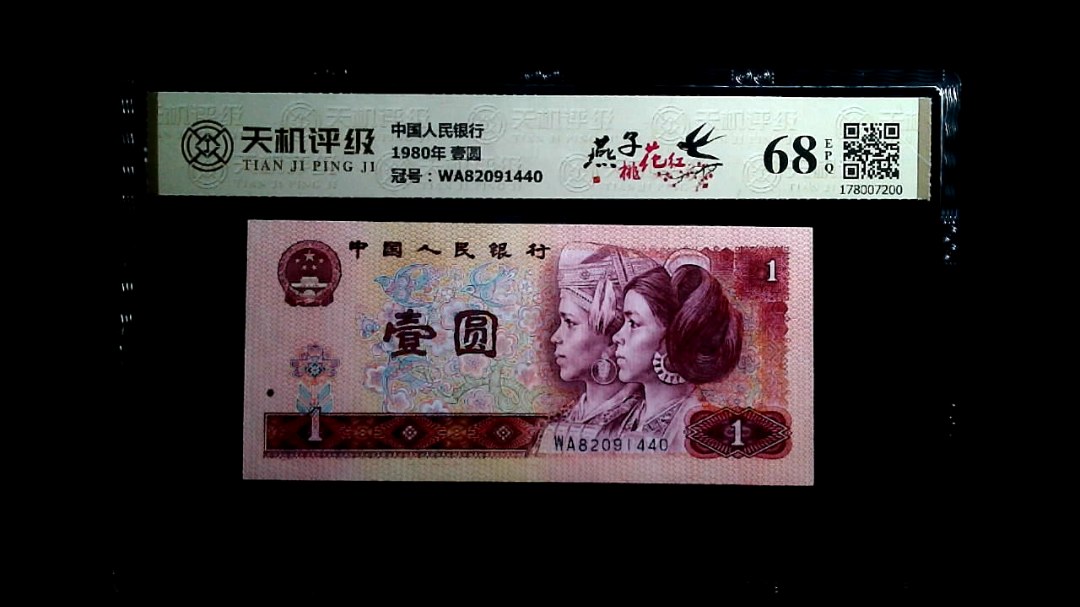 天机评级
TIAN JI PING JI
中国人民银行
1980年 壹圆
冠号：WA82091440
燕子
桃花红
68
EPQ
178007200
中国人民银行
1
壹圆
1
WA82091440
1